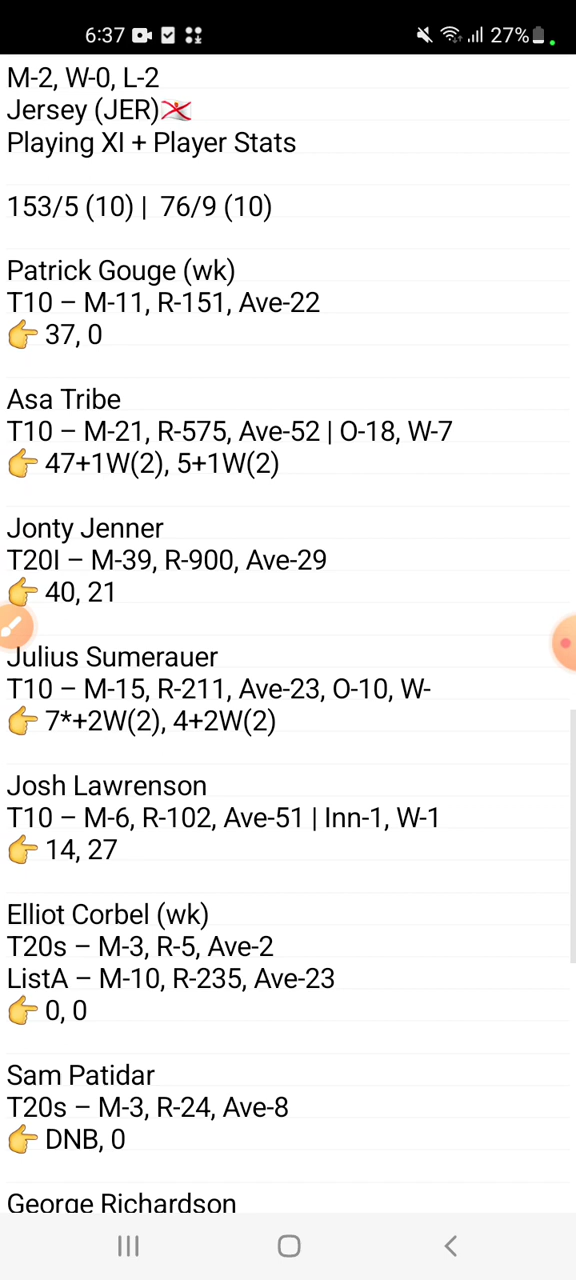 6:37 27%
M-2, W-0, L-2
Jersey (JER)🇯🇪
Playing XI + Player Stats
153/5 (10) | 76/9 (10)
Patrick Gouge (wk)
T10 – M-11, R-151, Ave-22
👉 37, 0
Asa Tribe
T10 – M-21, R-575, Ave-52 | O-18, W-7
👉 47+1W(2), 5+1W(2)
Jonty Jenner
T20I – M-39, R-900, Ave-29
👉 40, 21
Julius Sumerauer
T10 – M-15, R-211, Ave-23, O-10, W-
👉 7*+2W(2), 4+2W(2)
Josh Lawrenson
T10 – M-6, R-102, Ave-51 | Inn-1, W-1
👉 14, 27
Elliot Corbel (wk)
T20s – M-3, R-5, Ave-2
ListA – M-10, R-235, Ave-23
👉 0, 0
Sam Patidar
T20s – M-3, R-24, Ave-8
👉 DNB, 0
George Richardson